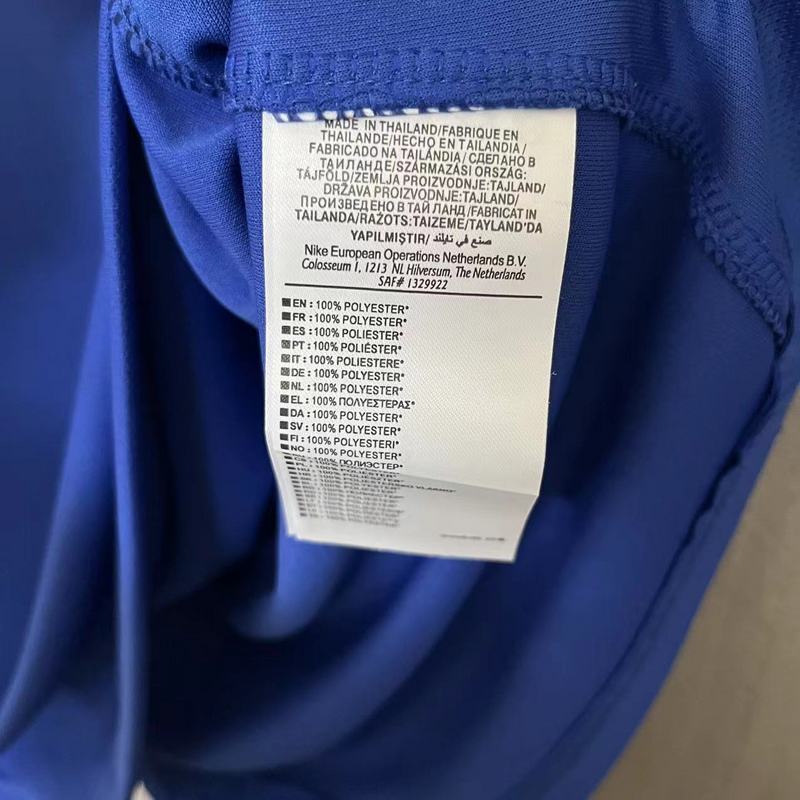 MADE IN THAILAND/FABRIQUE EN
THAILANDE/HECHO EN TAILANDIA/
FABRICADO NA TAILÂNDIA/СДЕЛАНО В
ТАИЛАНДЕ/SZÁRMAZÁSI ORSZÁG:
TÁJFÖLD/ZEMLJA PROIZVODNJE:TAJLAND/
DRŽAVA PROIZVODNJE:TAJLAND/
ПРОИЗВЕДЕНО В ТАЙЛАНД/FABRICAT IN
TAILANDA/RAŽOTS:TAIZEME/TAYLAND'DA
YAPILMIŞTIR/ صنع في تايلند
Nike European Operations Netherlands B.V.
Colosseum 1, 1213 NL Hilversum, The Netherlands
SAF# 1329922
EN : 100% POLYESTER*
FR : 100% POLYESTER*
ES : 100% POLIESTER*
PT : 100% POLIÉSTER*
IT : 100% POLIESTERE*
DE : 100% POLYESTER*
NL : 100% POLYESTER*
EL : 100% ΠΟΛΥΕΣΤΕΡΑΣ*
DA : 100% POLYESTER*
SV : 100% POLYESTER*
FI : 100% POLYESTERI*
NO : 100% POLYESTER*
100% ПОЛИЭСТЕР*